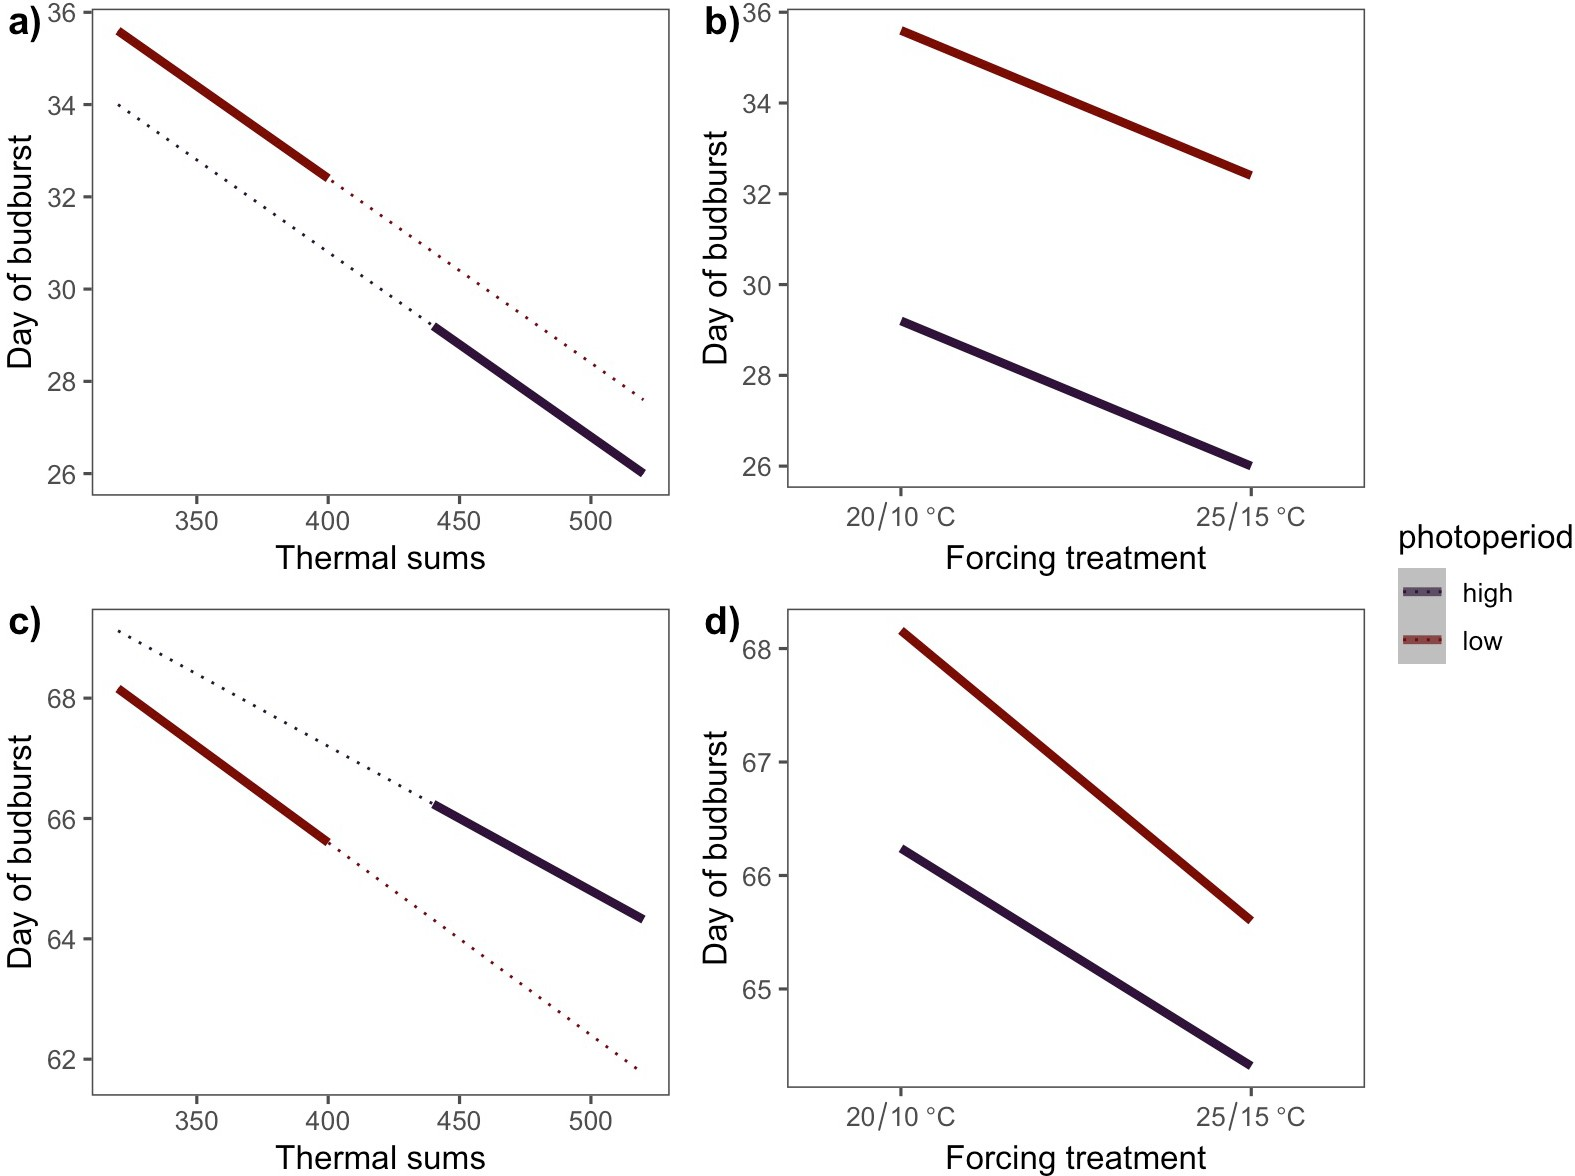 a)
36
34
32
30
28
26
Day of budburst
350 400 450 500
Thermal sums
b)
36
34
32
30
28
26
Day of budburst
20/10 °C 25/15 °C
Forcing treatment
c)
68
66
64
62
Day of budburst
350 400 450 500
Thermal sums
d)
68
67
66
65
Day of budburst
20/10 °C 25/15 °C
Forcing treatment
photoperiod
high
low